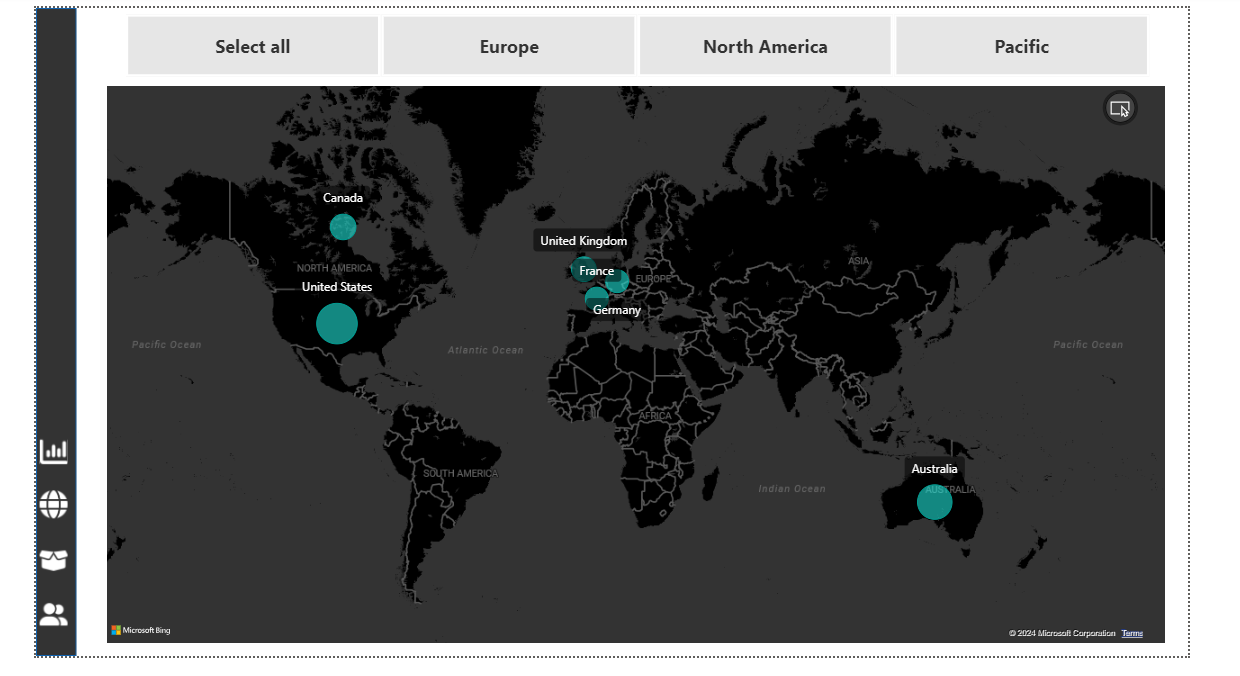 Select all
Europe
North America
Pacific
Canada
United Kingdom
ASIA
NORTH AMERICA
France
EUROPE
United States
Germany
Pacific Ocean
Atlantic Ocean
Pacific Ocean
AFRICA
Australia
SOUTH AMERICA
Indian Ocean
AUSTRALIA
Microsoft Bing
© 2024 Microsoft Corporation Terms